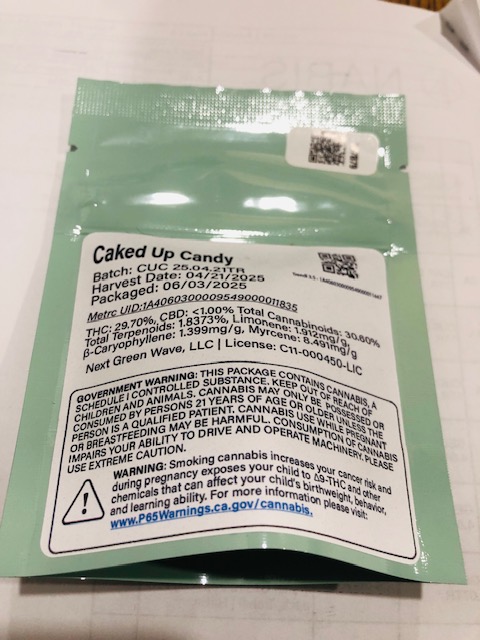 Caked Up Candy
Batch: CUC 25.04.21TR
Harvest Date: 04/21/2025
Packaged: 06/03/2025
Metrc UID:1A4060300009549000011835
THC: 29.70%, CBD: <1.00% Total Cannabinoids: 30.60%
Total Terpenoids: 1.8373%, Limonene: 1.912mg/g,
β-Caryophyllene: 1.399mg/g, Myrcene: 8.491mg/g
Next Green Wave, LLC | License: C11-000450-LIC
GOVERNMENT WARNING: THIS PACKAGE CONTAINS CANNABIS, A
SCHEDULE I CONTROLLED SUBSTANCE. KEEP OUT OF REACH OF
CHILDREN AND ANIMALS. CANNABIS MAY ONLY BE POSSESSED OR
CONSUMED BY PERSONS 21 YEARS OF AGE OR OLDER UNLESS THE
PERSON IS A QUALIFIED PATIENT. CANNABIS USE WHILE PREGNANT
OR BREASTFEEDING MAY BE HARMFUL. CONSUMPTION OF CANNABIS
IMPAIRS YOUR ABILITY TO DRIVE AND OPERATE MACHINERY. PLEASE
USE EXTREME CAUTION.
WARNING: Smoking cannabis increases your cancer risk and
during pregnancy exposes your child to Δ9-THC and other
chemicals that can affect your child's birthweight, behavior,
and learning ability. For more information please visit:
www.P65Warnings.ca.gov/cannabis.